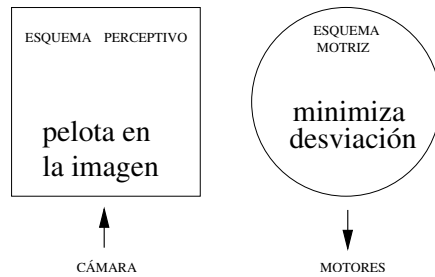 ESQUEMA PERCEPTIVO
pelota en
la imagen
CÁMARA
ESQUEMA
MOTRIZ
minimiza
desviación
MOTORES